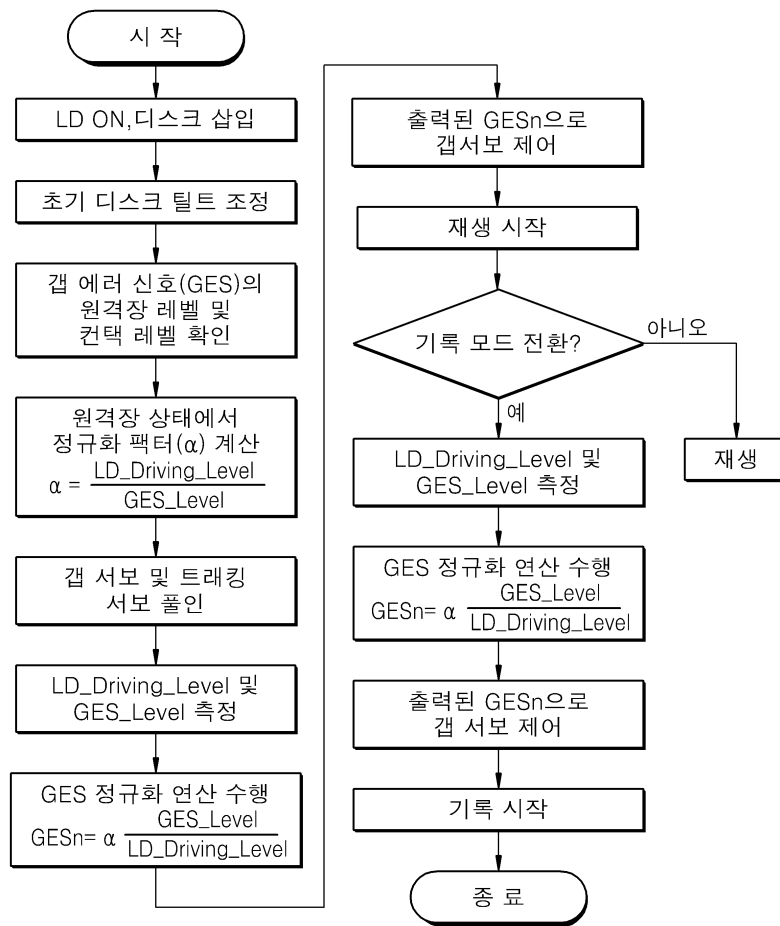 시 작
LD ON,디스크 삽입
초기 디스크 틸트 조정
갭 에러 신호(GES)의
원격장 레벨 및
컨택 레벨 확인
원격장 상태에서
정규화 팩터(α) 계산
α = LD_Driving_Level
GES_Level
갭 서보 및 트래킹
서보 풀인
LD_Driving_Level 및
GES_Level 측정
GES 정규화 연산 수행
GESn= α GES_Level
LD_Driving_Level
출력된 GESn으로
갭서보 제어
재생 시작
기록 모드 전환?
아니오
예
재생
LD_Driving_Level 및
GES_Level 측정
GES 정규화 연산 수행
GESn= α GES_Level
LD_Driving_Level
출력된 GESn으로
갭 서보 제어
기록 시작
종 료